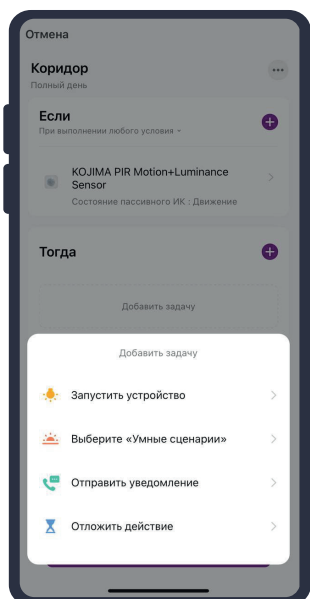 Отмена
Коридор
Полный день
Если
При выполнении любого условия
KOJIMA PIR Motion+Luminance
Sensor
Состояние пассивного ИК : Движение
Тогда
Добавить задачу
Добавить задачу
Запустить устройство
Выберите «Умные сценарии»
Отправить уведомление
Отложить действие